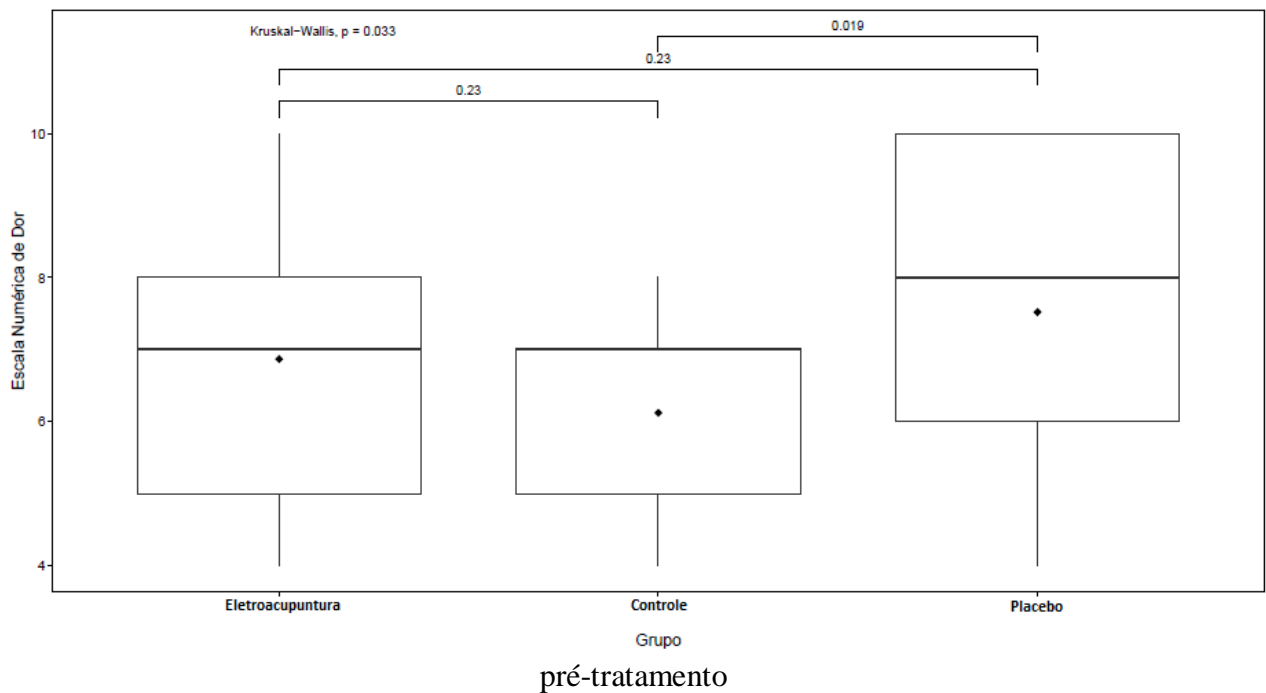 Kruskal−Wallis, p = 0.033
0.019
0.23
0.23
Escala Numérica de Dor
10
8
6
4
Eletroacupuntura Controle Placebo
Grupo
pré-tratamento